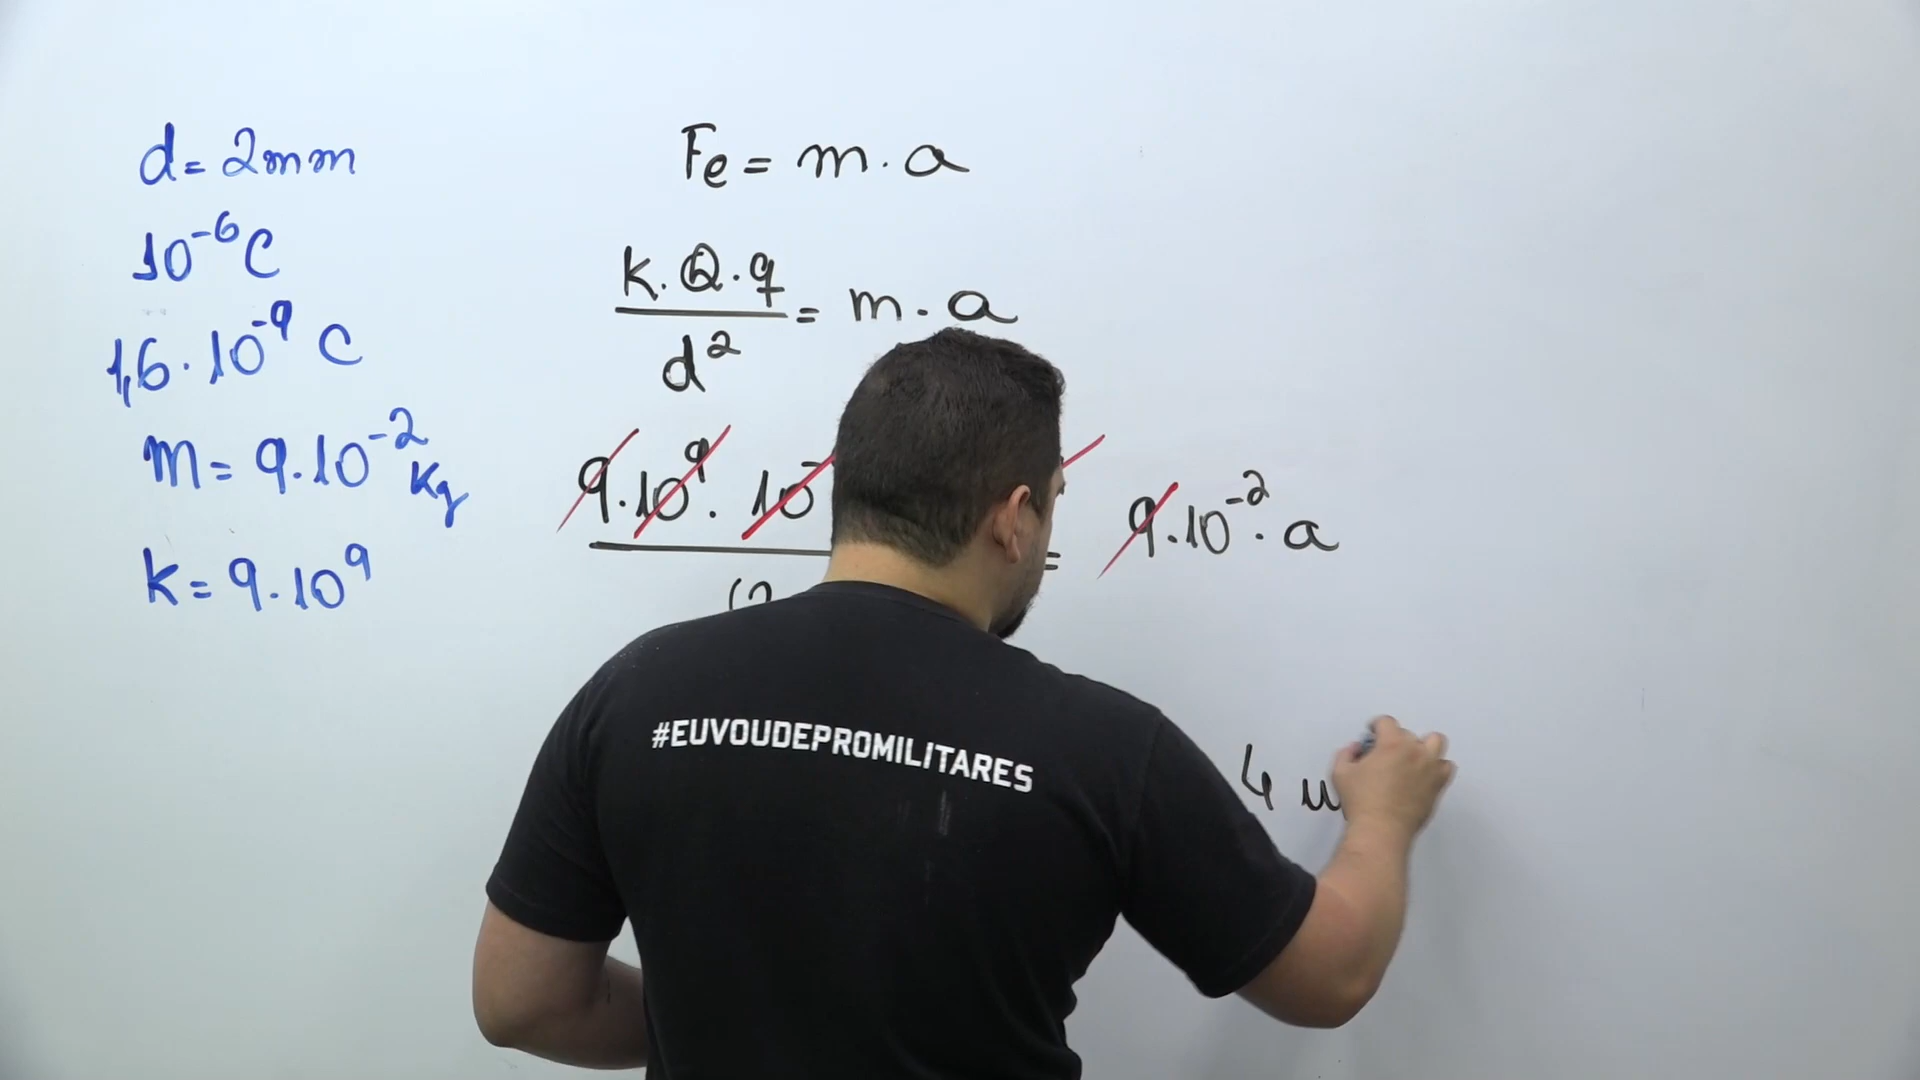 d = 2mm
10⁻⁶ C
1,6 · 10⁻⁹ C
m = 9 · 10⁻² Kg
k = 9 · 10⁹
Fe = m · a
k · Q · q
= m · a
d²
9 · 10⁹ · 10⁻
= 9 · 10⁻² · a
(2
4
#EUVOUDEPROMILITARES